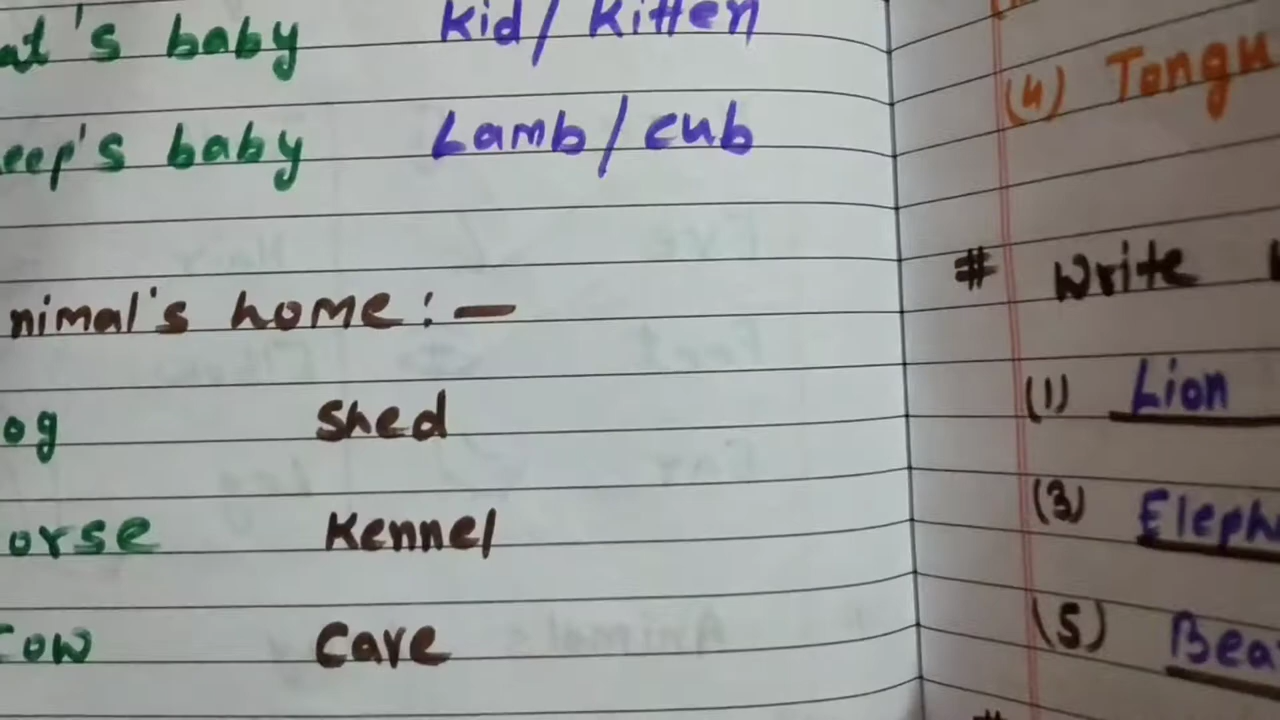 at's baby kid/ Kitten
eep's baby Lamb/cub
nimal's home:—
og Shed
orse Kennel
cow Cave
(4) Tongu
# Write
(1) Lion
(3) Eleph
(5) Bea